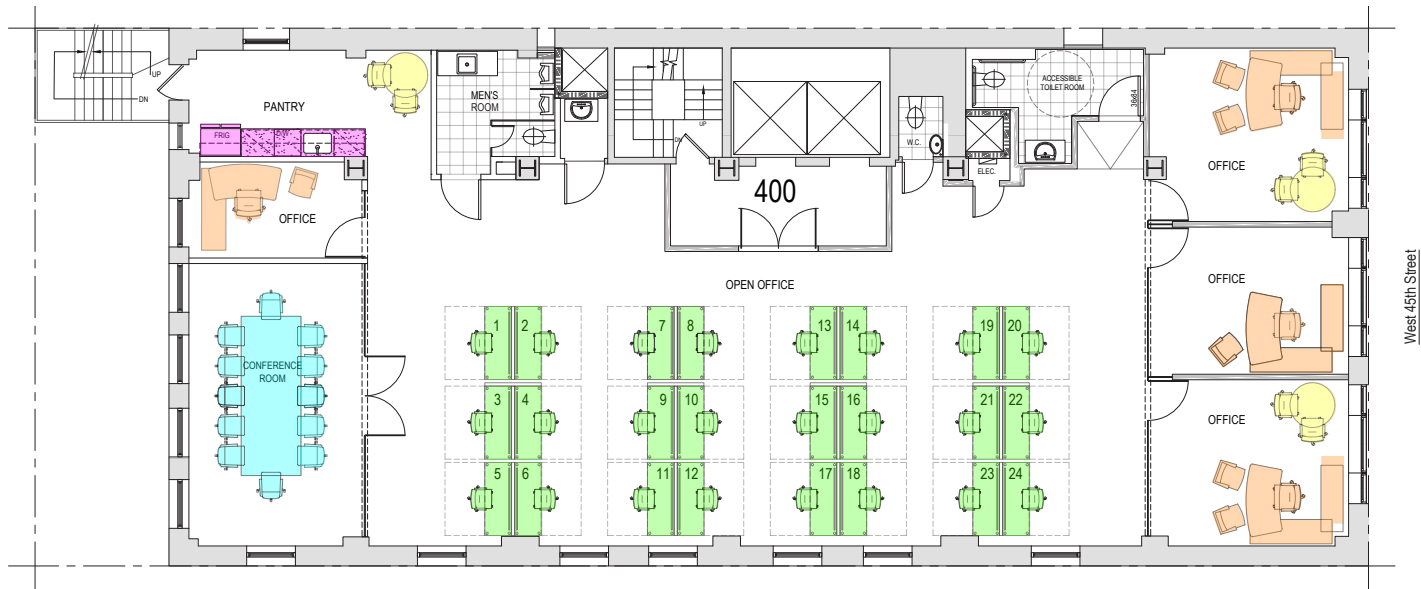 UP
DN
PANTRY
FRIG
DW
MEN'S
ROOM
UP
DN
400
W.C.
ELEC.
ACCESSIBLE
TOILET ROOM
3684
OFFICE
OFFICE
OPEN OFFICE
OFFICE
West 45th Street
CONFERENCE
ROOM
1 2
7 8
13 14
19 20
3 4
9 10
15 16
21 22
OFFICE
5 6
11 12
17 18
23 24